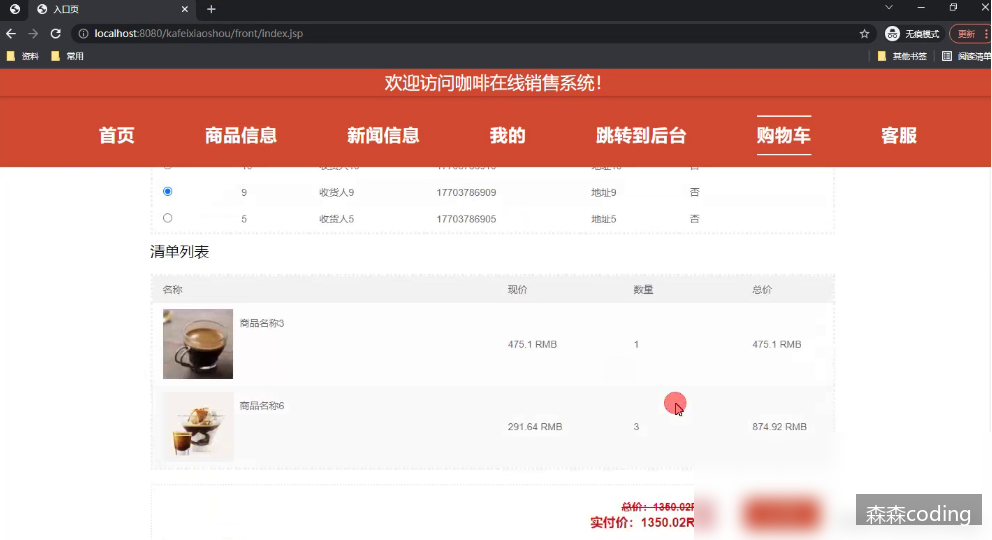 入口页
localhost:8080/kafeixiaoshou/front/index.jsp
无痕模式
更新
资料
常用
其他书签
阅读清单
欢迎访问咖啡在线销售系统!
首页 商品信息 新闻信息 我的 跳转到后台 购物车 客服
9 收货人9 17703786909 地址9 否
5 收货人5 17703786905 地址5 否
清单列表
名称 现价 数量 总价
商品名称3
475.1 RMB 1 475.1 RMB
商品名称6
291.64 RMB 3 874.92 RMB
总价：1350.02R
实付价：1350.02R
森森coding